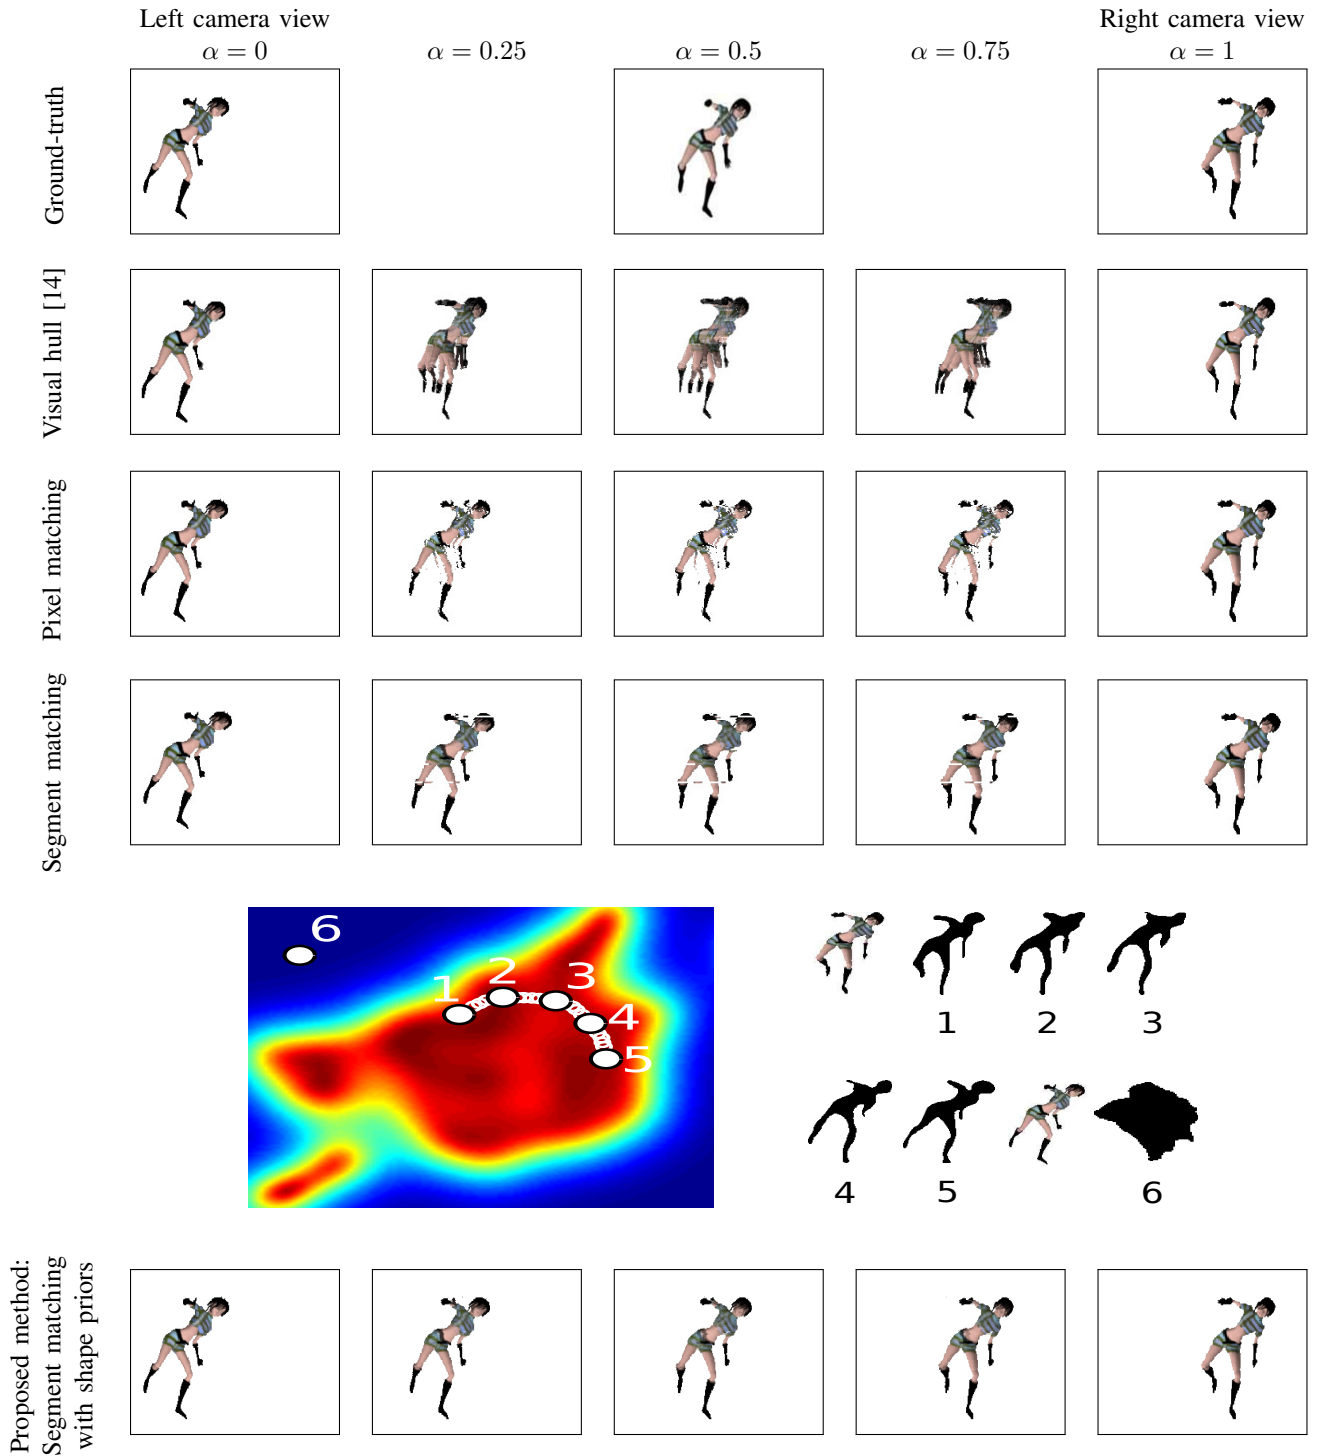 Left camera view
Right camera view
α = 0
α = 0.25
α = 0.5
α = 0.75
α = 1
Ground-truth
Visual hull [14]
Pixel matching
Segment matching
6
1
2
3
4
5
1
2
3
4
5
6
Proposed method:
Segment matching
with shape priors